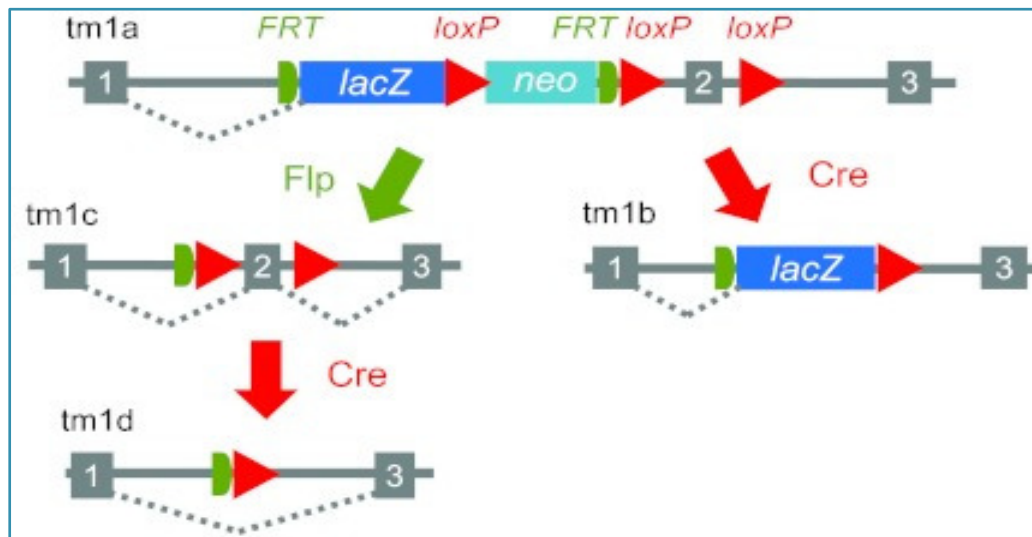 tm1a
FRT loxP FRT loxP loxP
1 lacZ neo 2 3
Flp Cre
tm1c tm1b
1 2 3 1 lacZ 3
Cre
tm1d
1 3